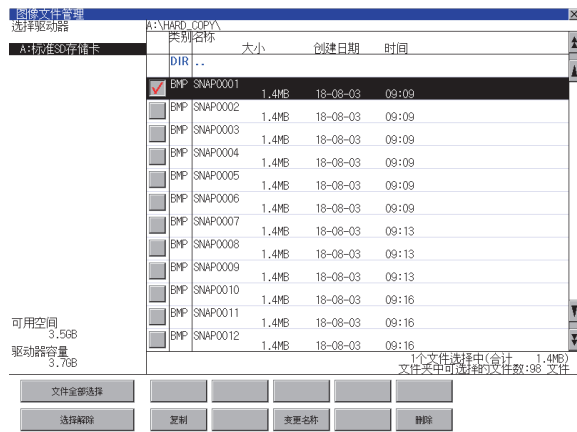 图像文件管理
选择驱动器
A:\HARD_COPY\
A:标准SD存储卡
类别 名称 大小 创建日期 时间
DIR ..
BMP SNAP0001 1.4MB 18-08-03 09:09
BMP SNAP0002 1.4MB 18-08-03 09:09
BMP SNAP0003 1.4MB 18-08-03 09:09
BMP SNAP0004 1.4MB 18-08-03 09:09
BMP SNAP0005 1.4MB 18-08-03 09:09
BMP SNAP0006 1.4MB 18-08-03 09:09
BMP SNAP0007 1.4MB 18-08-03 09:13
BMP SNAP0008 1.4MB 18-08-03 09:13
BMP SNAP0009 1.4MB 18-08-03 09:13
BMP SNAP0010 1.4MB 18-08-03 09:16
BMP SNAP0011 1.4MB 18-08-03 09:16
BMP SNAP0012 1.4MB 18-08-03 09:16
可用空间
3.5GB
驱动器容量
3.7GB
1个文件选择中(合计 1.4MB)
文件夹中可选择的文件数:98 文件
文件全部选择
选择解除 复制 变更名称 删除